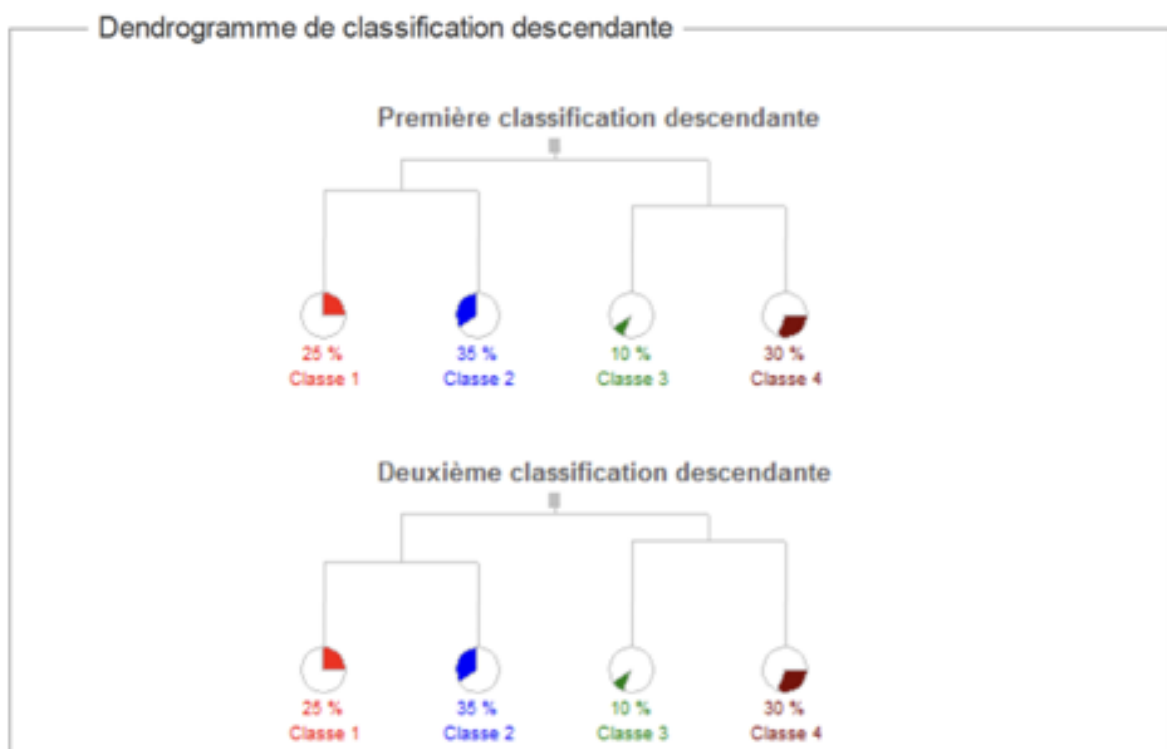 Dendrogramme de classification descendante
Première classification descendante
25 % 35 % 10 % 30 %
Classe 1 Classe 2 Classe 3 Classe 4
Deuxième classification descendante
25 % 35 % 10 % 30 %
Classe 1 Classe 2 Classe 3 Classe 4